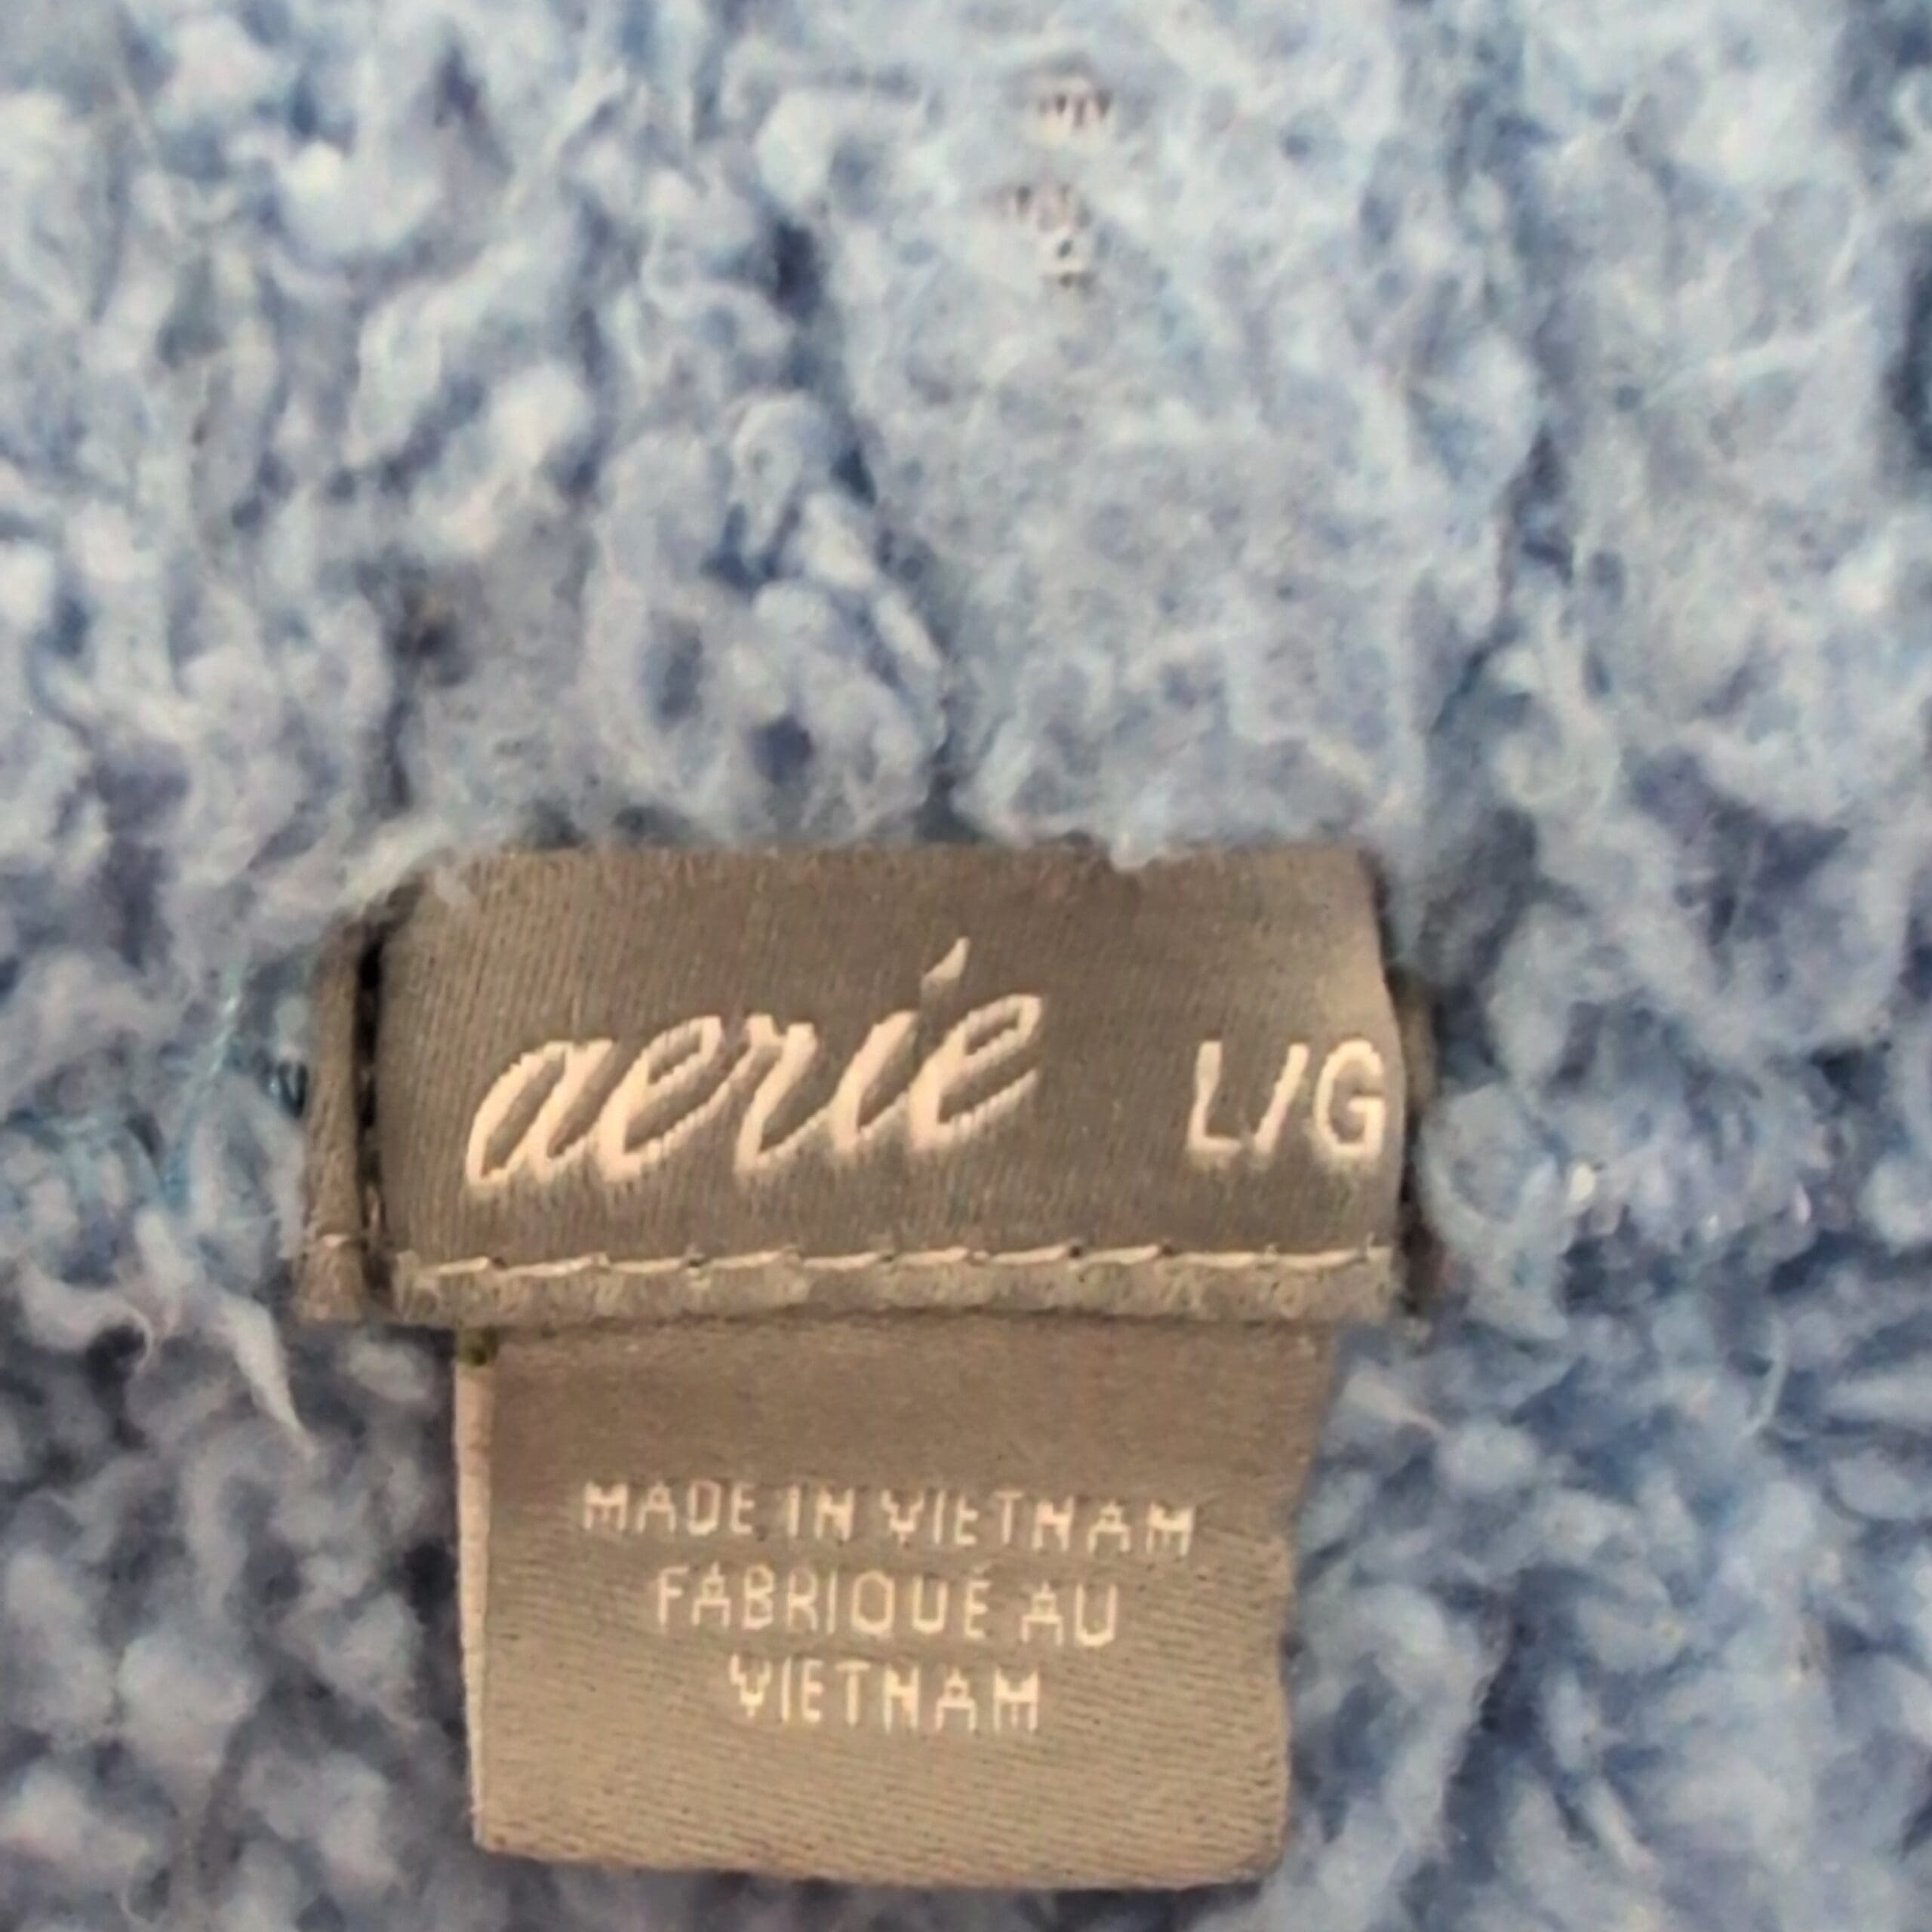 aerie L/G
MADE IN VIETNAM
FABRIQUÉ AU
VIETNAM